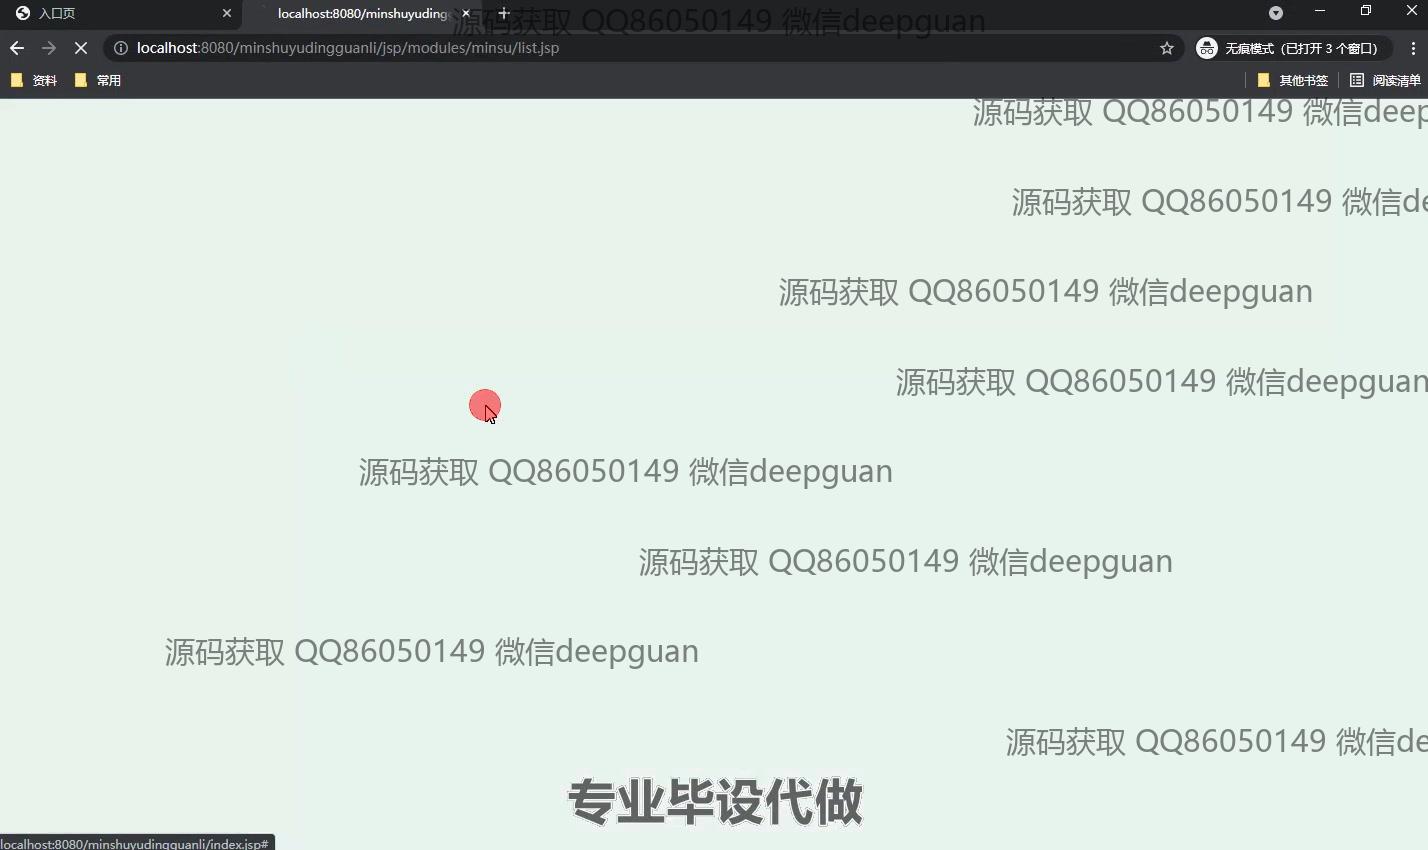 入口页
localhost:8080/minshuyuding
源码获取 QQ86050149 微信deepguan
localhost:8080/minshuyudingguanli/jsp/modules/minsu/list.jsp
无痕模式（已打开 3 个窗口）
资料
常用
其他书签
阅读清单
源码获取 QQ86050149 微信deep
源码获取 QQ86050149 微信de
源码获取 QQ86050149 微信deepguan
源码获取 QQ86050149 微信deepguan
源码获取 QQ86050149 微信deepguan
源码获取 QQ86050149 微信deepguan
源码获取 QQ86050149 微信deepguan
源码获取 QQ86050149 微信de
专业毕设代做
localhost:8080/minshuyudingguanli/index.jsp#